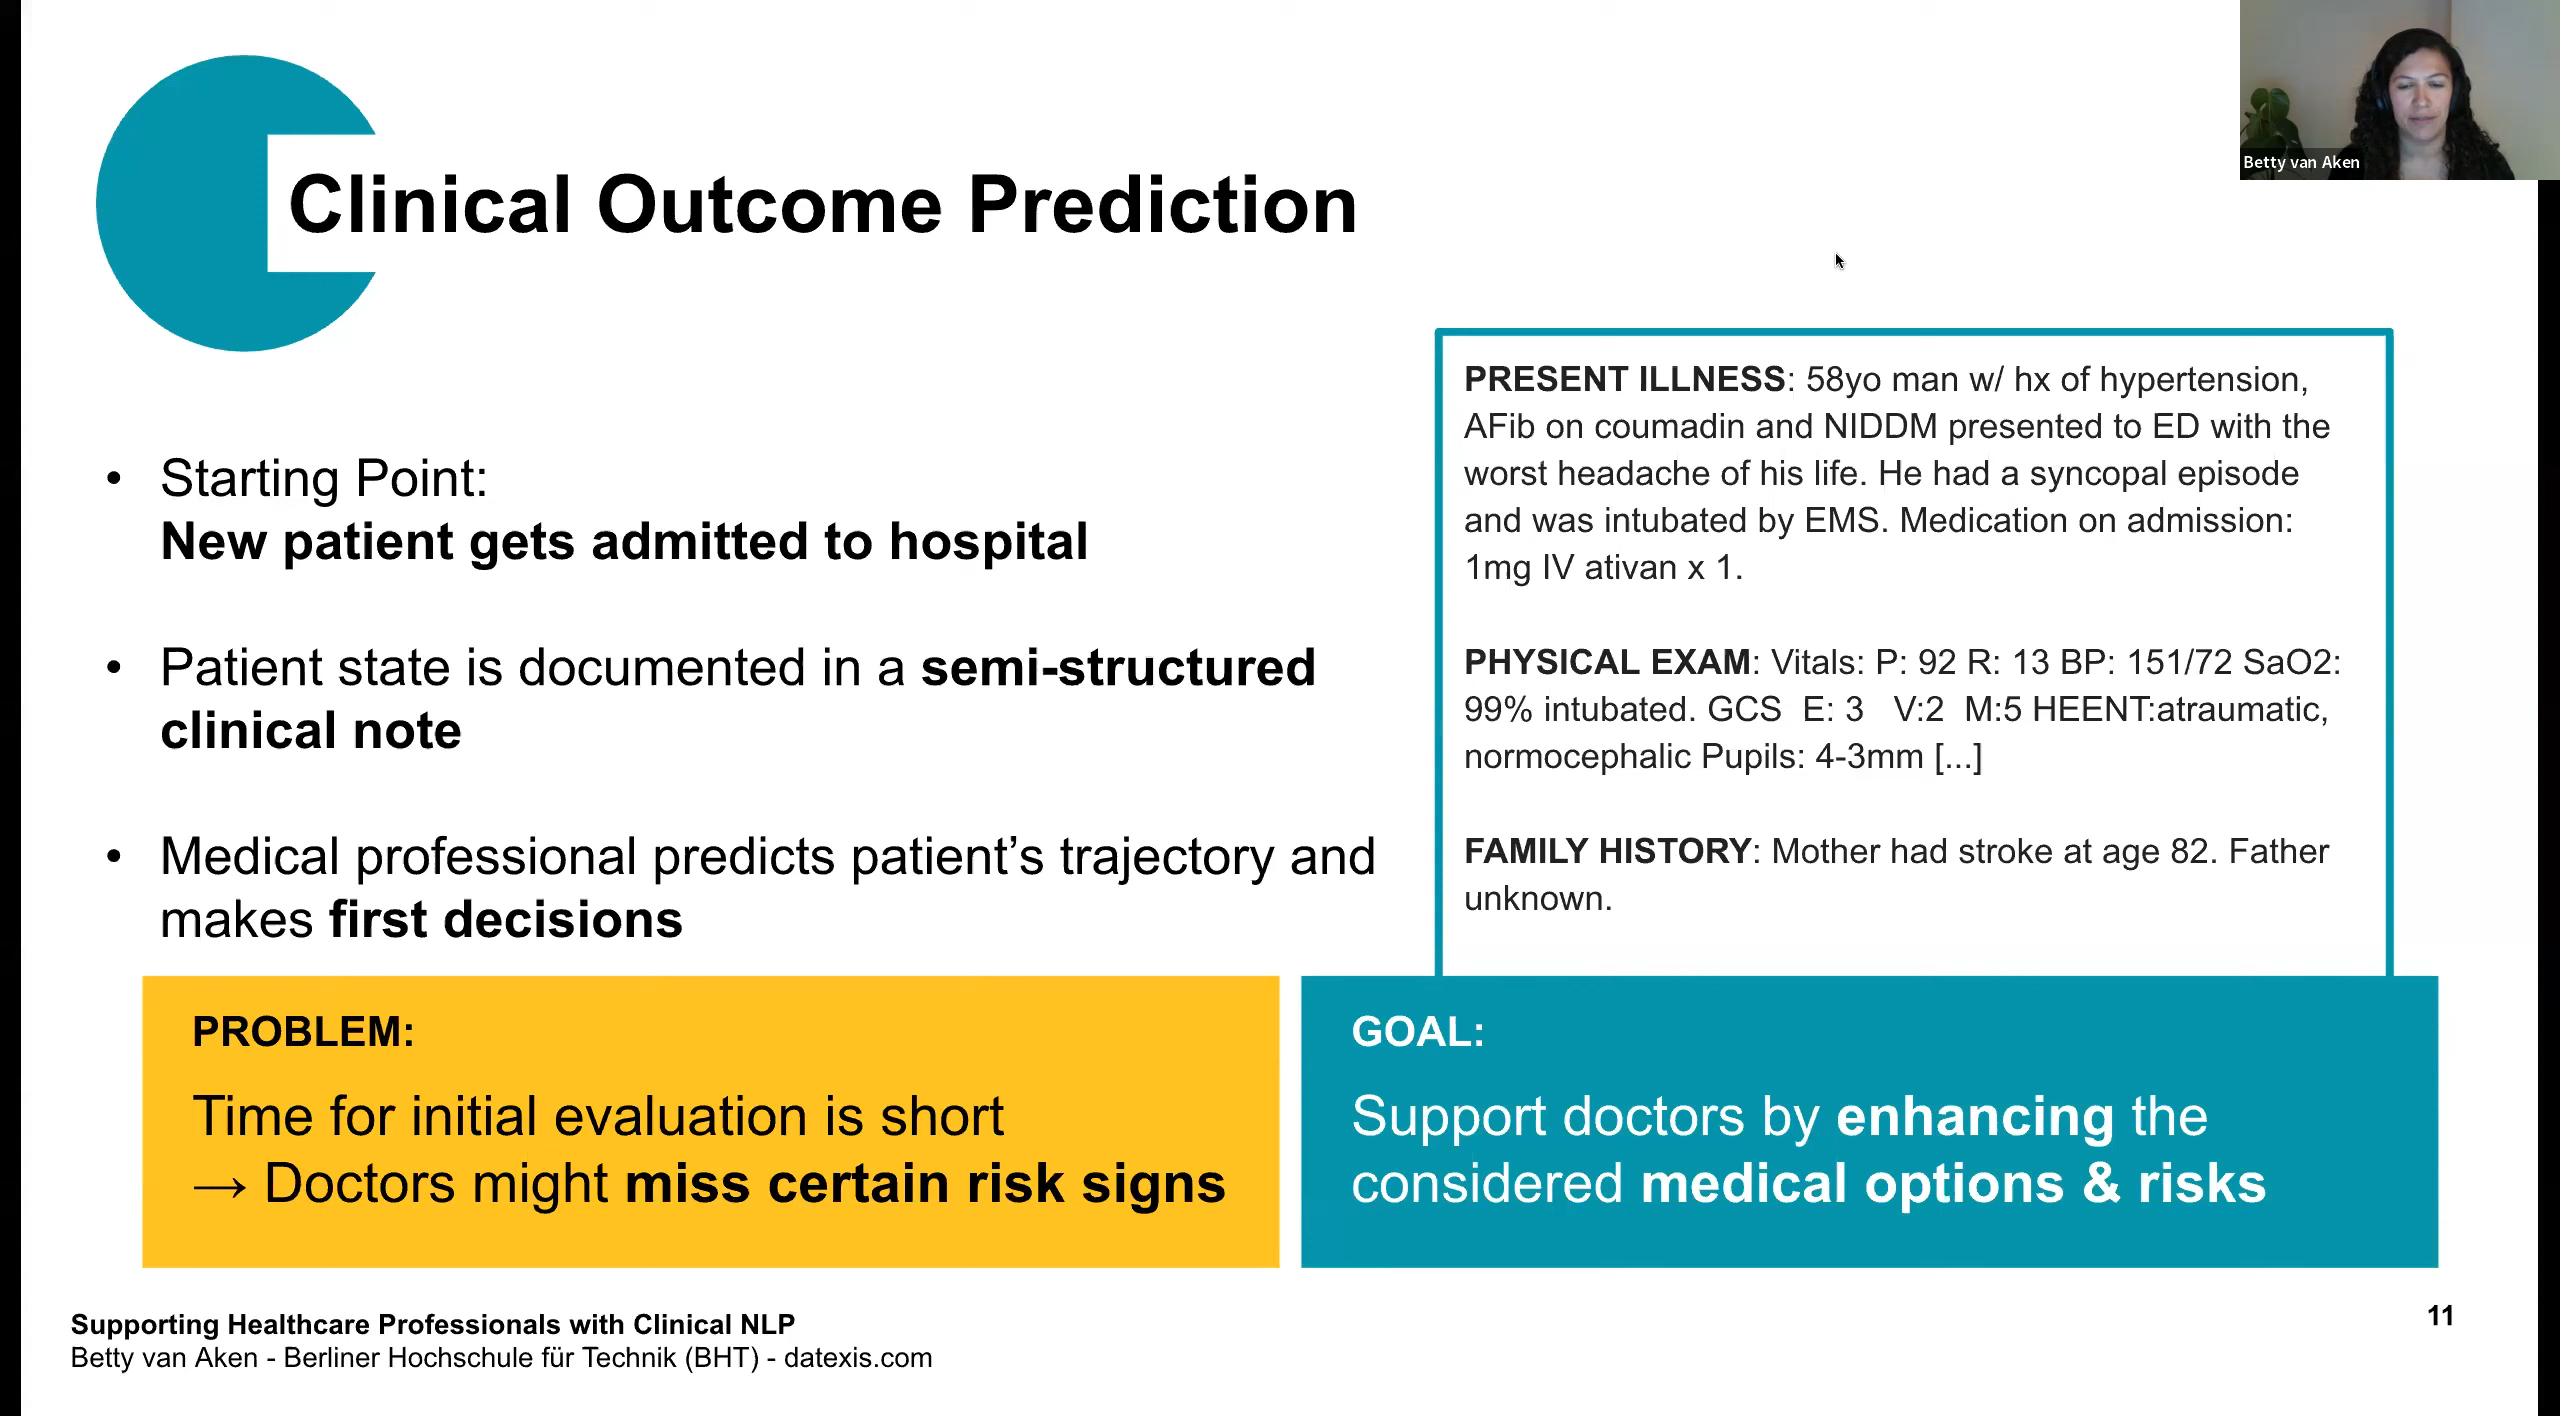 Betty van Aken
Clinical Outcome Prediction
• Starting Point:
New patient gets admitted to hospital
• Patient state is documented in a semi-structured
clinical note
• Medical professional predicts patient’s trajectory and
makes first decisions
PRESENT ILLNESS: 58yo man w/ hx of hypertension,
AFib on coumadin and NIDDM presented to ED with the
worst headache of his life. He had a syncopal episode
and was intubated by EMS. Medication on admission:
1mg IV ativan x 1.
PHYSICAL EXAM: Vitals: P: 92 R: 13 BP: 151/72 SaO2:
99% intubated. GCS E: 3 V:2 M:5 HEENT:atraumatic,
normocephalic Pupils: 4-3mm [...]
FAMILY HISTORY: Mother had stroke at age 82. Father
unknown.
PROBLEM:
Time for initial evaluation is short
→ Doctors might miss certain risk signs
GOAL:
Support doctors by enhancing the
considered medical options & risks
Supporting Healthcare Professionals with Clinical NLP
Betty van Aken - Berliner Hochschule für Technik (BHT) - datexis.com
11